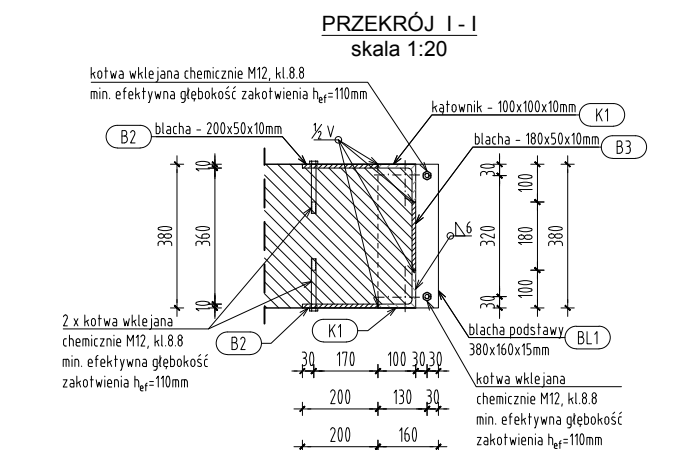 PRZEKRÓJ I - I
skala 1:20
kotwa wklejana chemicznie M12, kl.8.8
min. efektywna głębokość zakotwienia hef=110mm
kątownik - 100x100x10mm
K1
B2
blacha - 200x50x10mm
½ V
blacha - 180x50x10mm
B3
10
30
100
380
360
320
180
380
6
10
30
100
2 x kotwa wklejana
chemicznie M12, kl.8.8
min. efektywna głębokość
zakotwienia hef=110mm
B2
K1
blacha podstawy
380x160x15mm
BL1
30 170 100 30 30
200 130 30
200 160
kotwa wklejana
chemicznie M12, kl.8.8
min. efektywna głębokość
zakotwienia hef=110mm